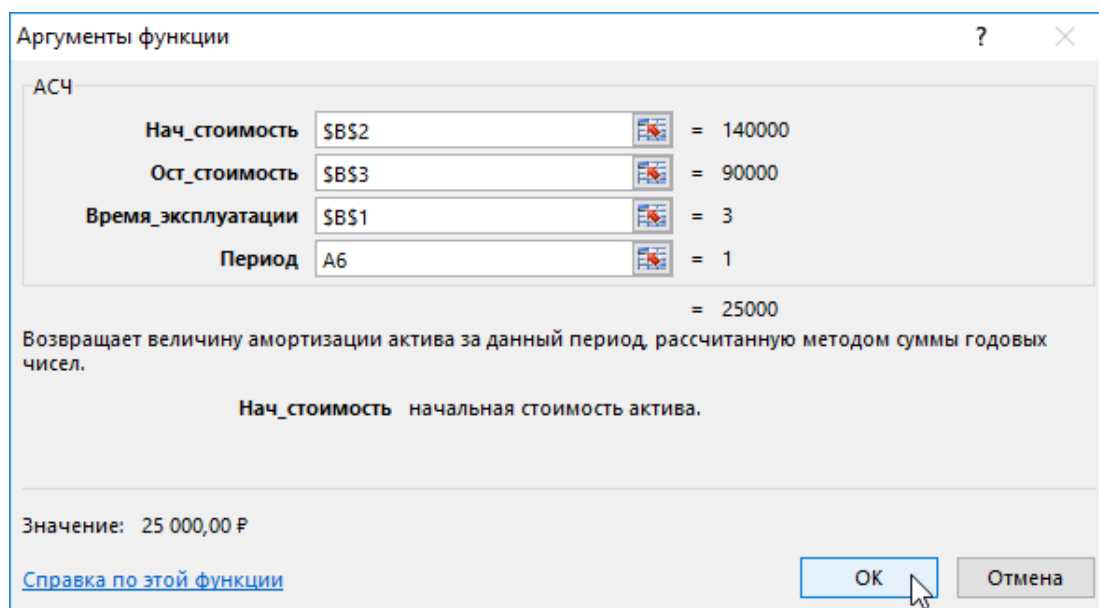 Аргументы функции ?
АСЧ
Нач_стоимость $B$2 = 140000
Ост_стоимость $B$3 = 90000
Время_эксплуатации $B$1 = 3
Период A6 = 1
= 25000
Возвращает величину амортизации актива за данный период, рассчитанную методом суммы годовых
чисел.
Нач_стоимость начальная стоимость актива.
Значение: 25 000,00 ₽
Справка по этой функции ОК Отмена